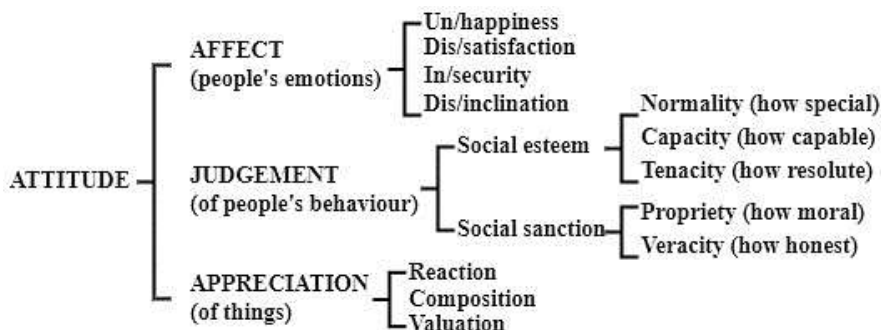 ATTITUDE
AFFECT
(people's emotions)
Un/happiness
Dis/satisfaction
In/security
Dis/inclination
JUDGEMENT
(of people's behaviour)
Social esteem
Normality (how special)
Capacity (how capable)
Tenacity (how resolute)
Social sanction
Propriety (how moral)
Veracity (how honest)
APPRECIATION
(of things)
Reaction
Composition
Valuation